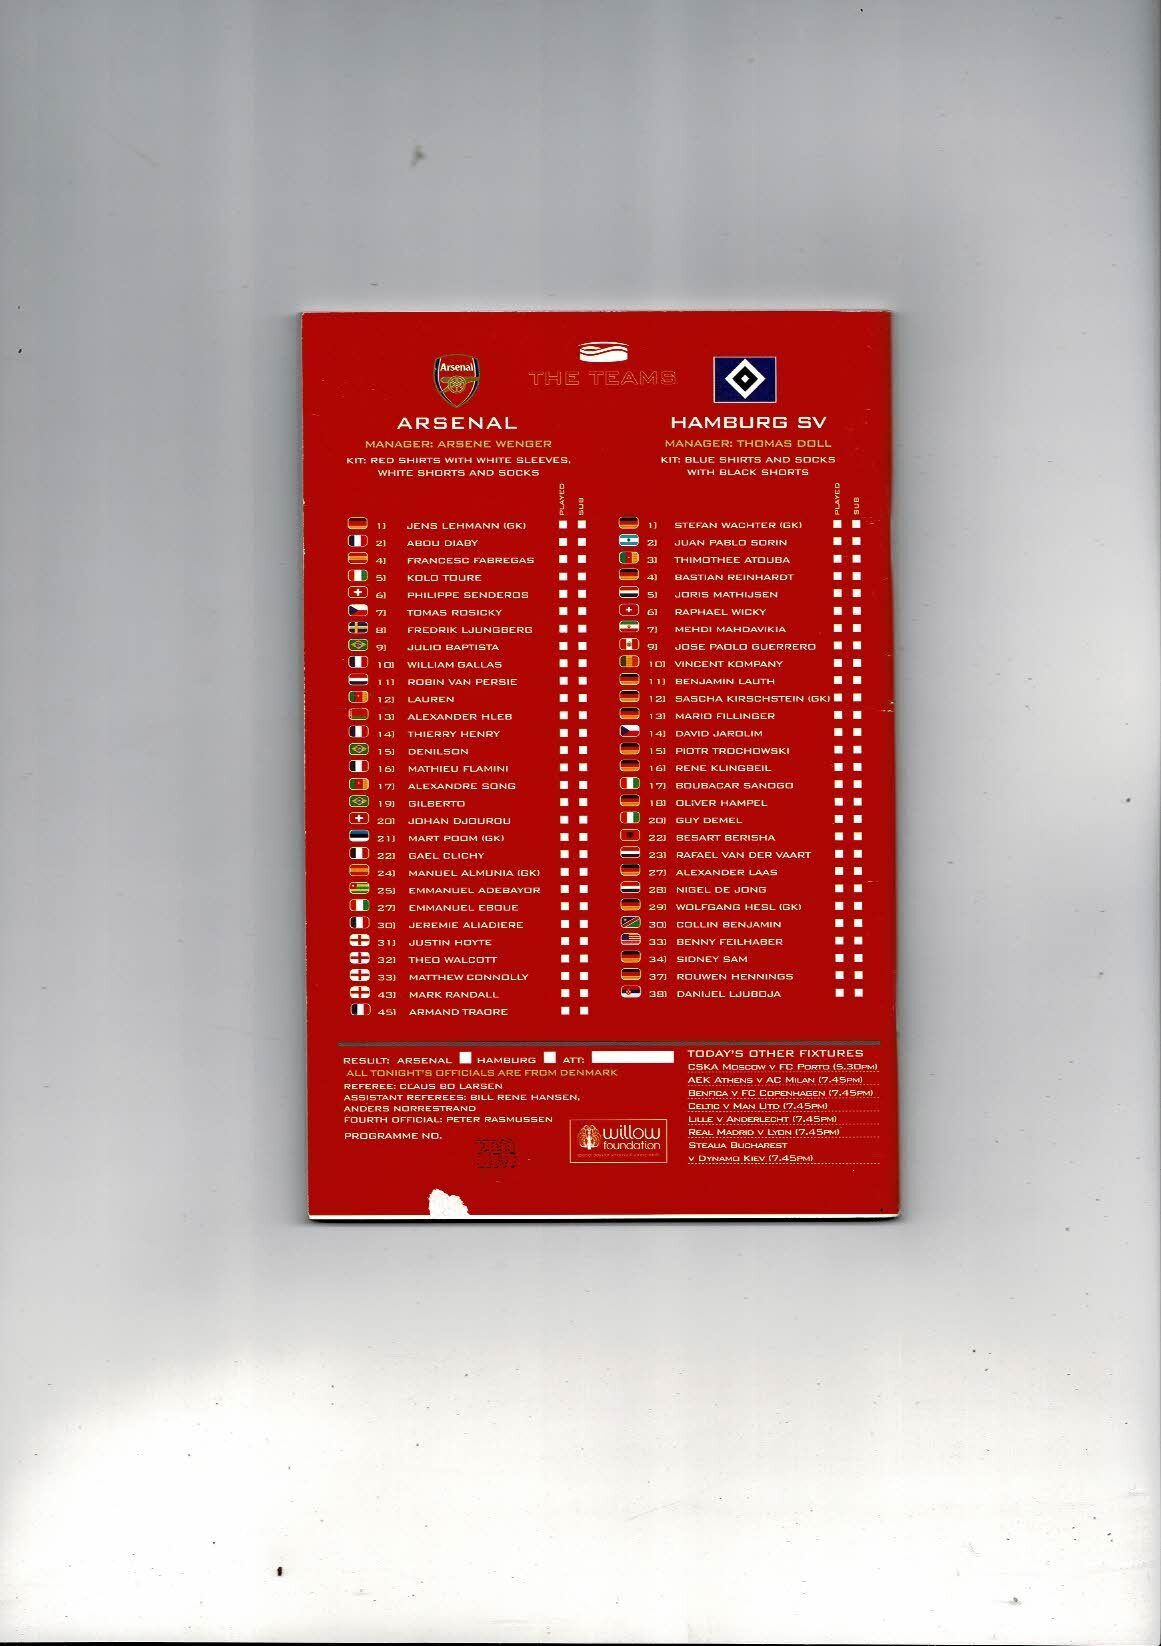 Arsenal
THE TEAMS
ARSENAL
MANAGER: ARSENE WENGER
KIT: RED SHIRTS WITH WHITE SLEEVES,
WHITE SHORTS AND SOCKS
PLAYED
SUB
1) JENS LEHMANN (GK)
2) ABOU DIABY
4) FRANCESC FABREGAS
5) KOLO TOURE
6) PHILIPPE SENDEROS
7) TOMAS ROSICKY
8) FREDRIK LJUNGBERG
9) JULIO BAPTISTA
10) WILLIAM GALLAS
11) ROBIN VAN PERSIE
12) LAUREN
13) ALEXANDER HLEB
14) THIERRY HENRY
15) DENILSON
16) MATHIEU FLAMINI
17) ALEXANDRE SONG
19) GILBERTO
20) JOHAN DJOUROU
21) MART POOM (GK)
22) GAEL CLICHY
24) MANUEL ALMUNIA (GK)
25) EMMANUEL ADEBAYOR
27) EMMANUEL EBOUE
30) JEREMIE ALIADIERE
31) JUSTIN HOYTE
32) THEO WALCOTT
33) MATTHEW CONNOLLY
43) MARK RANDALL
45) ARMAND TRAORE
HAMBURG SV
MANAGER: THOMAS DOLL
KIT: BLUE SHIRTS AND SOCKS
WITH BLACK SHORTS
PLAYED
SUB
1) STEFAN WACHTER (GK)
2) JUAN PABLO SORIN
3) THIMOTHEE ATOUBA
4) BASTIAN REINHARDT
5) JORIS MATHIJSEN
6) RAPHAEL WICKY
7) MEHDI MAHDAVIKIA
9) JOSE PAOLO GUERRERO
10) VINCENT KOMPANY
11) BENJAMIN LAUTH
12) SASCHA KIRSCHSTEIN (GK)
13) MARIO FILLINGER
14) DAVID JAROLIM
15) PIOTR TROCHOWSKI
16) RENE KLINGBEIL
17) BOUBACAR SANOGO
18) OLIVER HAMPEL
20) GUY DEMEL
22) BESART BERISHA
23) RAFAEL VAN DER VAART
27) ALEXANDER LAAS
28) NIGEL DE JONG
29) WOLFGANG HESL (GK)
30) COLLIN BENJAMIN
33) BENNY FEILHABER
34) SIDNEY SAM
37) ROUWEN HENNINGS
39) DANIJEL LJUBOJA
RESULT: ARSENAL HAMBURG ATT:
ALL TONIGHT'S OFFICIALS ARE FROM DENMARK
REFEREE: CLAUS BO LARSEN
ASSISTANT REFEREES: BILL RENE HANSEN,
ANDERS NORRESTRAND
FOURTH OFFICIAL: PETER RASMUSSEN
PROGRAMME NO.
willow
foundation
TODAY'S OTHER FIXTURES
CSKA MOSCOW V FC PORTO (5.30PM)
AEK ATHENS V AC MILAN (7.45PM)
BENFICA V FC COPENHAGEN (7.45PM)
CELTIC V MAN UTD (7.45PM)
LILLE V ANDERLECHT (7.45PM)
REAL MADRID V LYON (7.45PM)
STEAUA BUCHAREST
V DYNAMO KIEV (7.45PM)